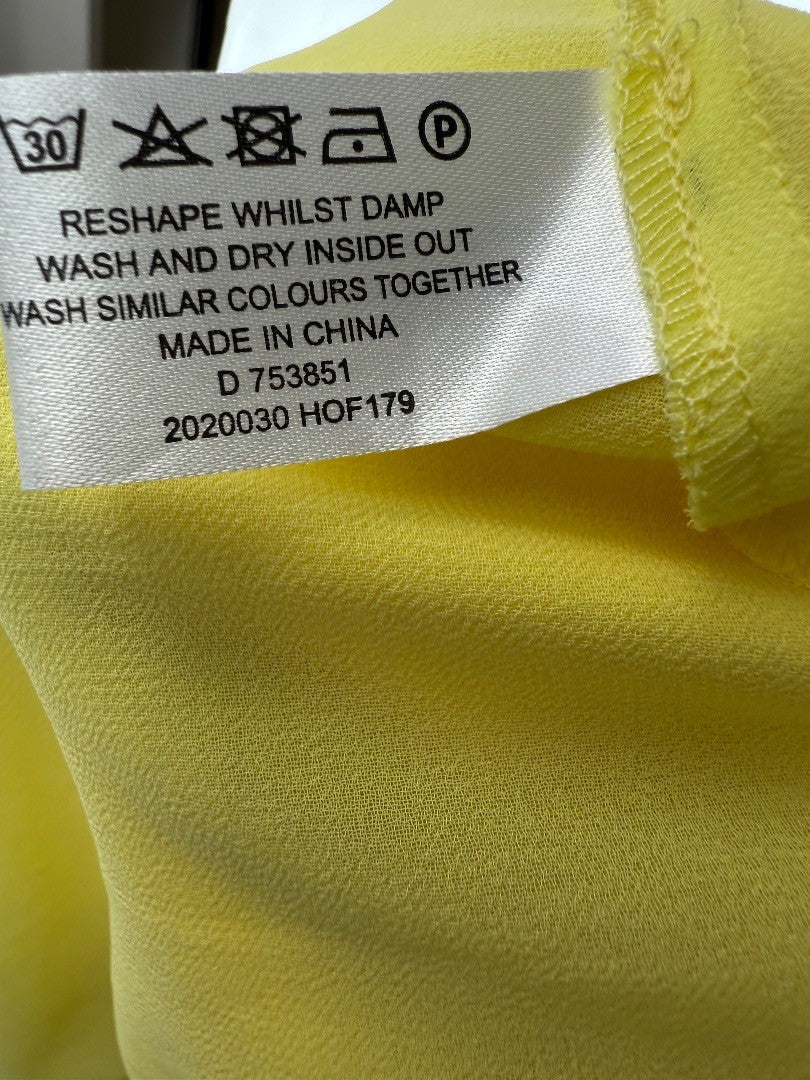 30 P
RESHAPE WHILST DAMP
WASH AND DRY INSIDE OUT
WASH SIMILAR COLOURS TOGETHER
MADE IN CHINA
D 753851
2020030 HOF179